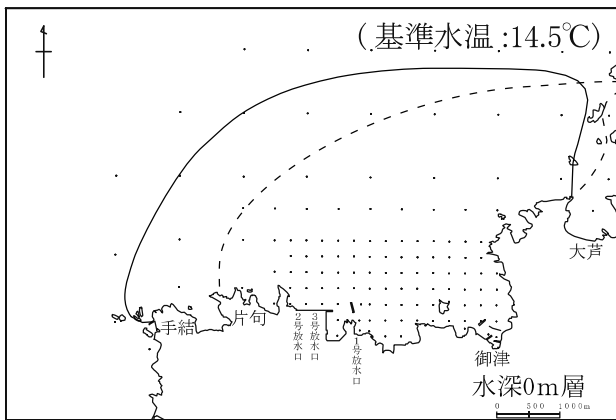 (基準水温:14.5℃)
大芦
手結
片句
2号放水口
3号放水口
1号放水口
御津
水深0m層
0 500 1000m